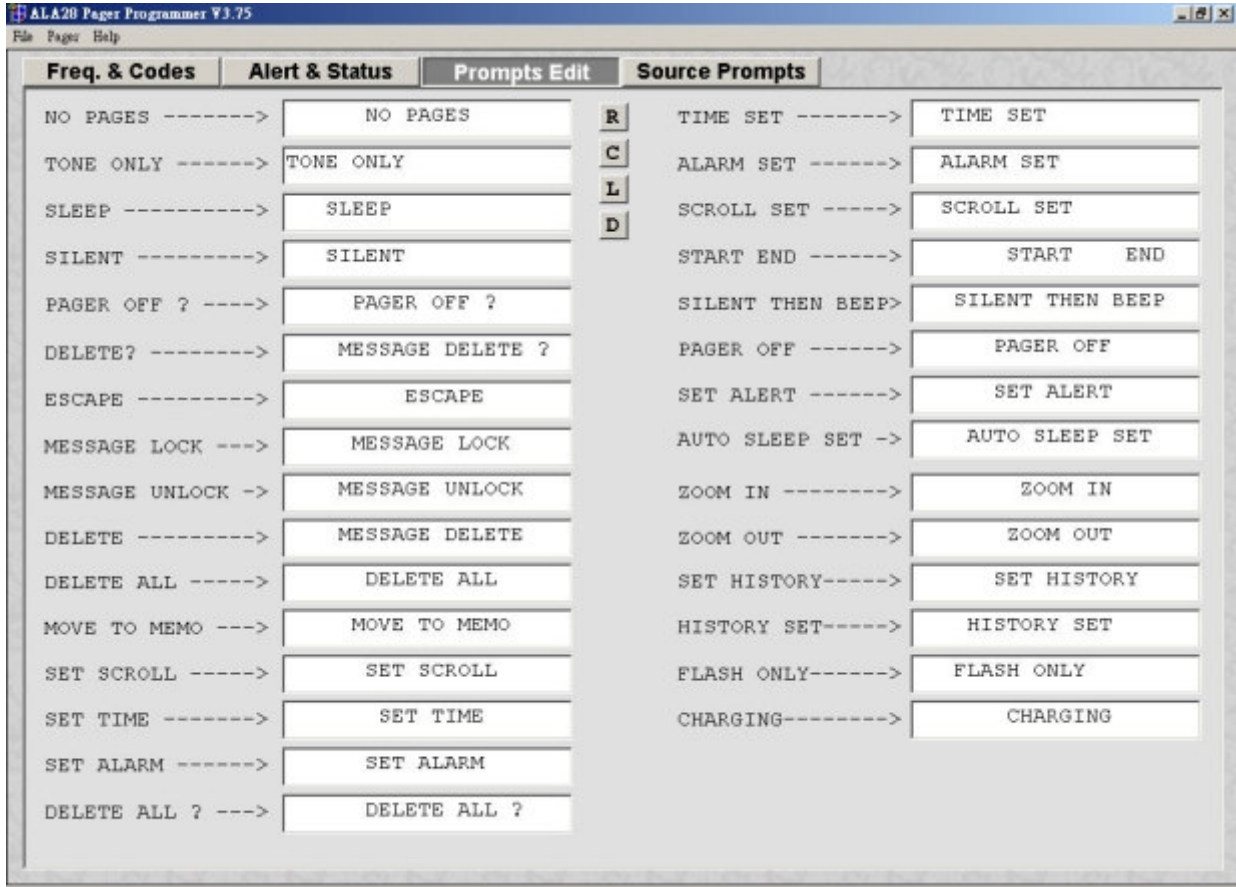 ALA28 Pager Programmer V3.75
File Pager Help
Freq. & Codes Alert & Status Prompts Edit Source Prompts
NO PAGES -------> NO PAGES
TONE ONLY ------> TONE ONLY
SLEEP ----------> SLEEP
SILENT ---------> SILENT
PAGER OFF ? ----> PAGER OFF ?
DELETE? --------> MESSAGE DELETE ?
ESCAPE ---------> ESCAPE
MESSAGE LOCK ---> MESSAGE LOCK
MESSAGE UNLOCK -> MESSAGE UNLOCK
DELETE ---------> MESSAGE DELETE
DELETE ALL -----> DELETE ALL
MOVE TO MEMO ---> MOVE TO MEMO
SET SCROLL -----> SET SCROLL
SET TIME -------> SET TIME
SET ALARM ------> SET ALARM
DELETE ALL ? ---> DELETE ALL ?
R
C
L
D
TIME SET -------> TIME SET
ALARM SET ------> ALARM SET
SCROLL SET -----> SCROLL SET
START END ------> START END
SILENT THEN BEEP> SILENT THEN BEEP
PAGER OFF ------> PAGER OFF
SET ALERT ------> SET ALERT
AUTO SLEEP SET -> AUTO SLEEP SET
ZOOM IN --------> ZOOM IN
ZOOM OUT -------> ZOOM OUT
SET HISTORY-----> SET HISTORY
HISTORY SET-----> HISTORY SET
FLASH ONLY------> FLASH ONLY
CHARGING--------> CHARGING